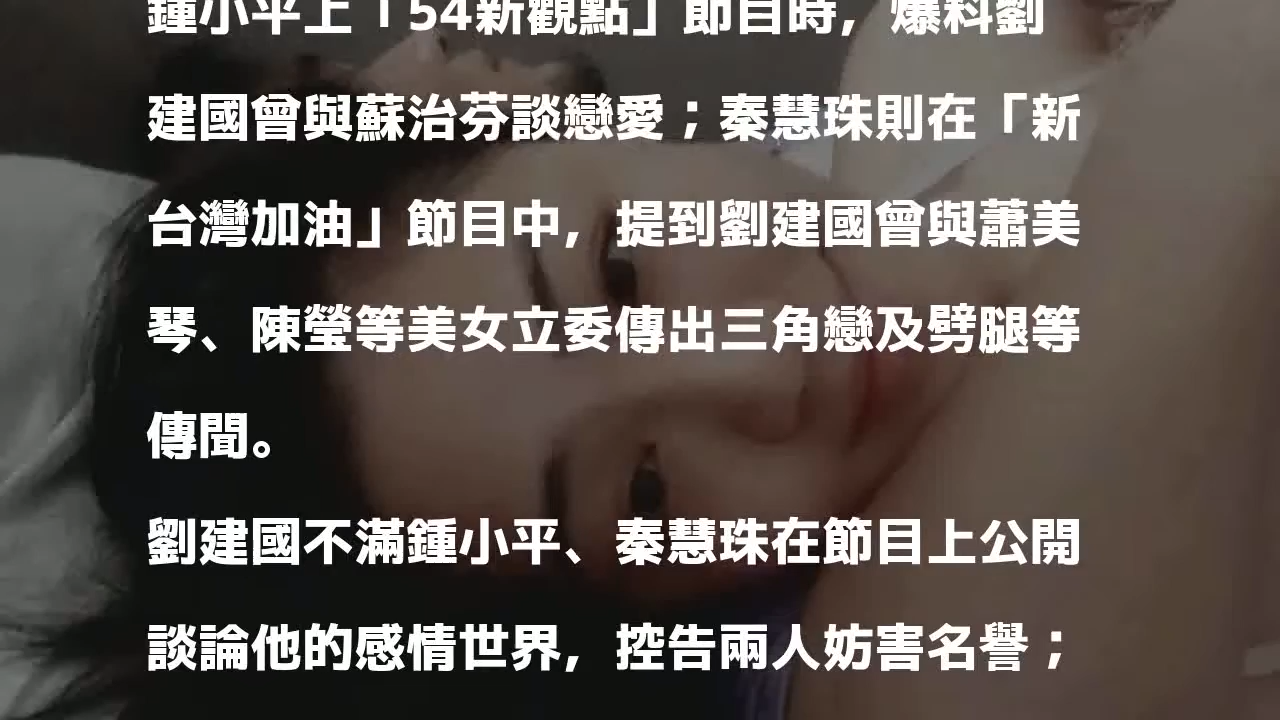 鍾小平上「54新觀點」節目時，爆料劉
建國曾與蘇治芬談戀愛；秦慧珠則在「新
台灣加油」節目中，提到劉建國曾與蕭美
琴、陳瑩等美女立委傳出三角戀及劈腿等
傳聞。
劉建國不滿鍾小平、秦慧珠在節目上公開
談論他的感情世界，控告兩人妨害名譽；